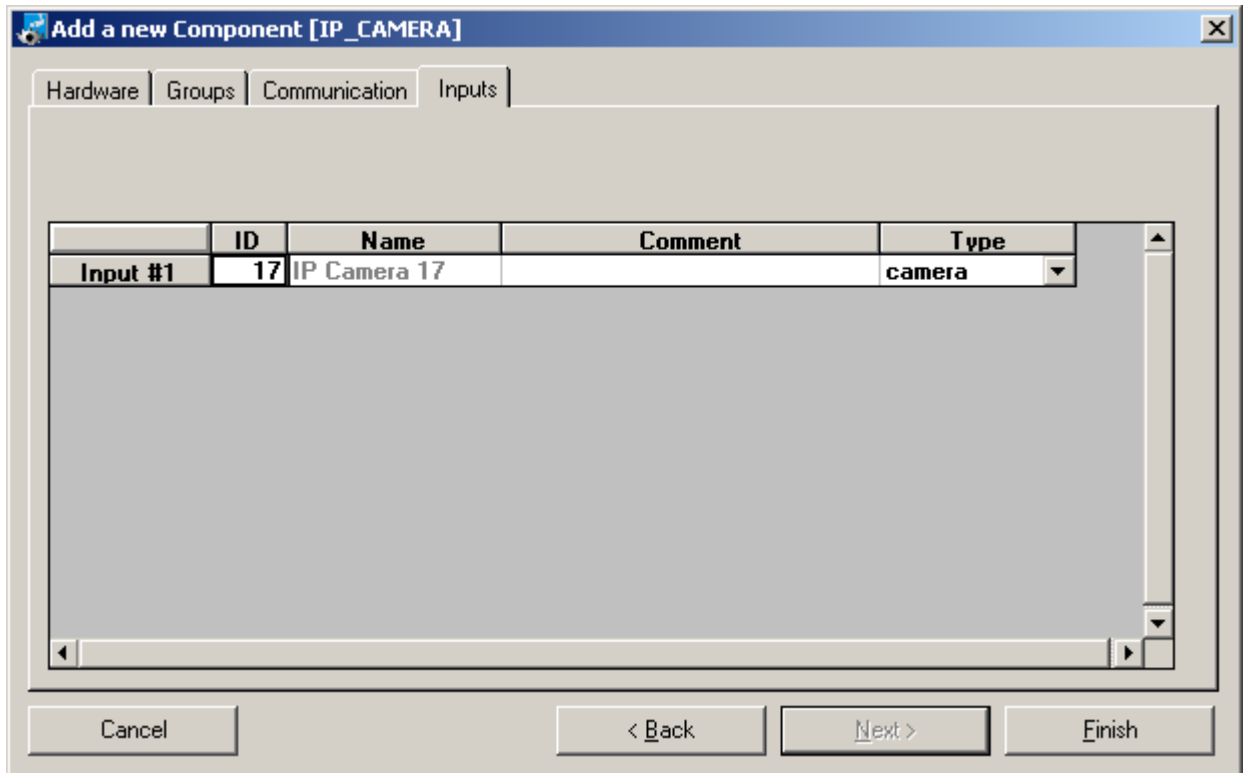 Add a new Component [IP_CAMERA]
Hardware Groups Communication Inputs
ID Name Comment Type
Input #1 17 IP Camera 17 camera
Cancel < Back Next > Finish